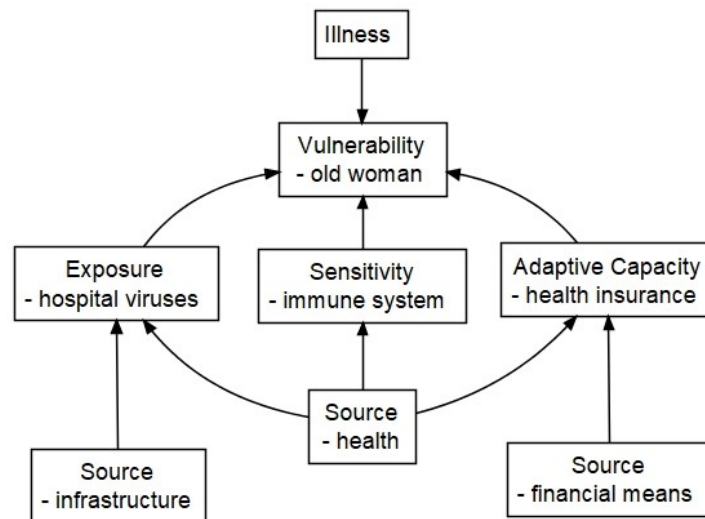 Illness
Vulnerability
- old woman
Exposure
- hospital viruses
Sensitivity
- immune system
Adaptive Capacity
- health insurance
Source
- health
Source
- infrastructure
Source
- financial means